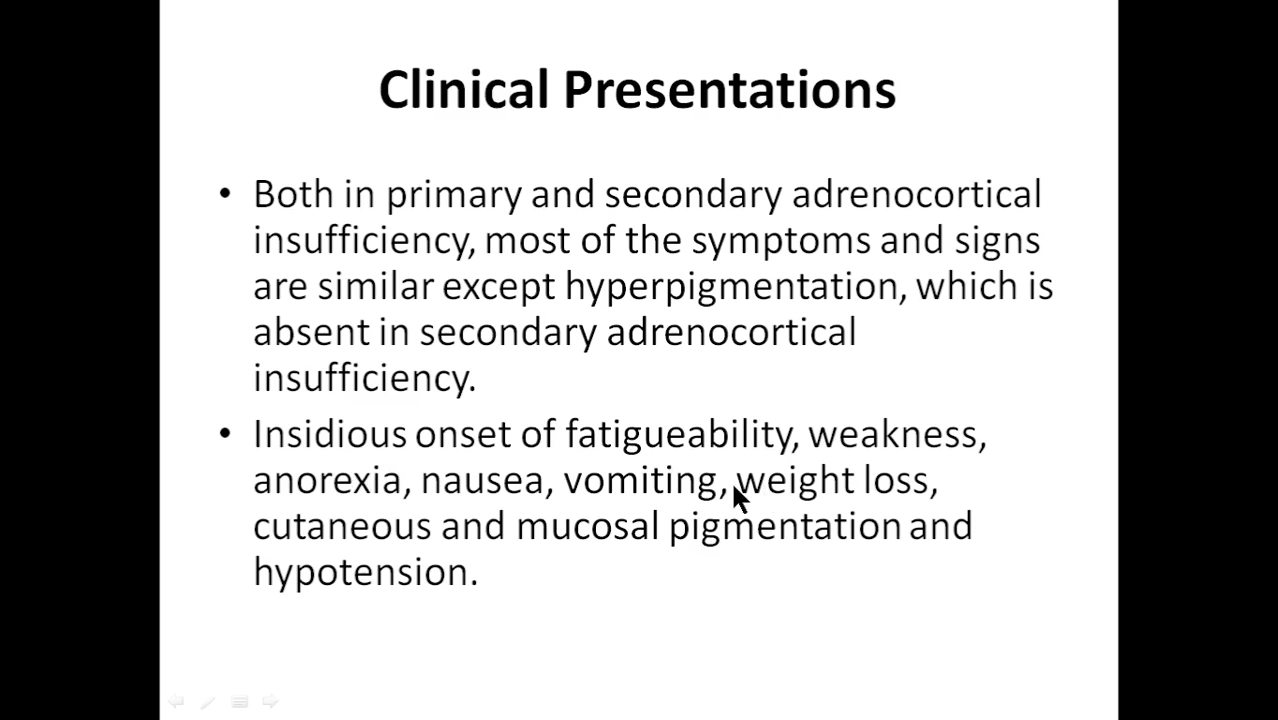 Clinical Presentations
• Both in primary and secondary adrenocortical
insufficiency, most of the symptoms and signs
are similar except hyperpigmentation, which is
absent in secondary adrenocortical
insufficiency.
• Insidious onset of fatigueability, weakness,
anorexia, nausea, vomiting, weight loss,
cutaneous and mucosal pigmentation and
hypotension.